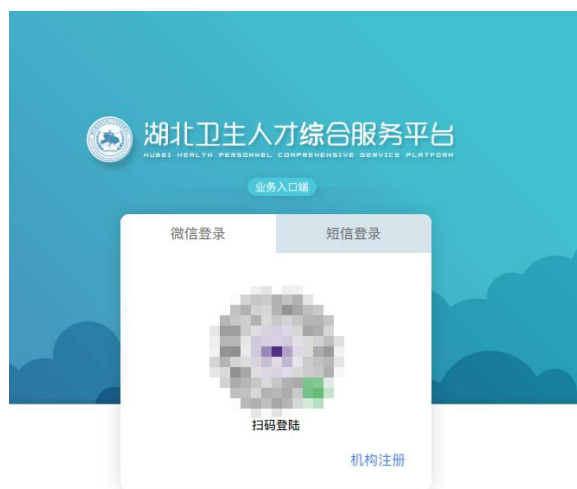 湖北卫生人才综合服务平台
HUBEI HEALTH PERSONNEL COMPREHENSIVE SERVICE PLATFORM
业务入口端
微信登录 短信登录
扫码登陆
机构注册